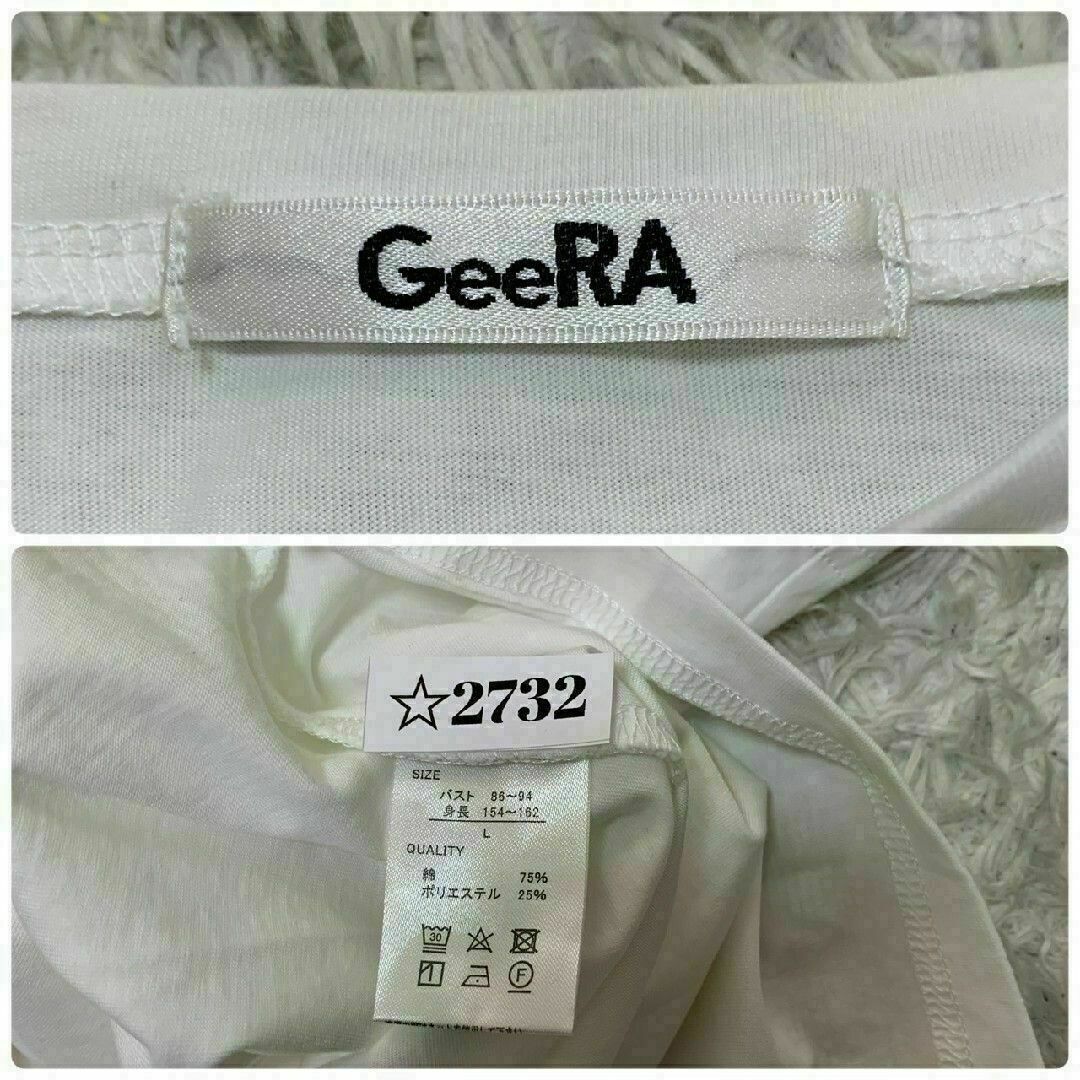 GeeRA
☆2732
SIZE
バスト 86~94
身長 154~162
L
QUALITY
綿 75%
ポリエステル 25%
30
F